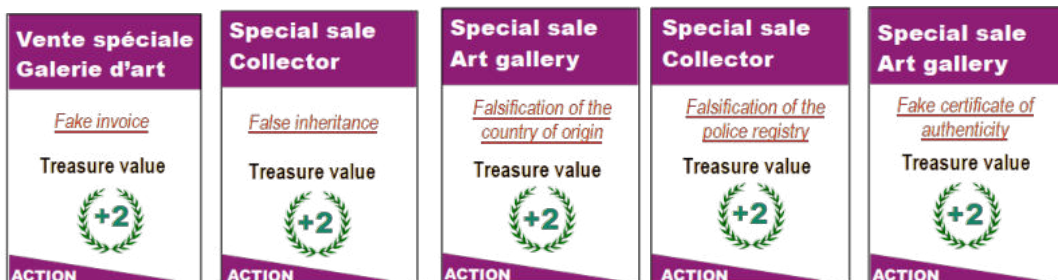 Vente spéciale
Galerie d'art
Fake invoice
Treasure value
+2
ACTION
Special sale
Collector
False inheritance
Treasure value
+2
ACTION
Special sale
Art gallery
Falsification of the
country of origin
Treasure value
+2
ACTION
Special sale
Collector
Falsification of the
police registry
Treasure value
+2
ACTION
Special sale
Art gallery
Fake certificate of
authenticity
Treasure value
+2
ACTION